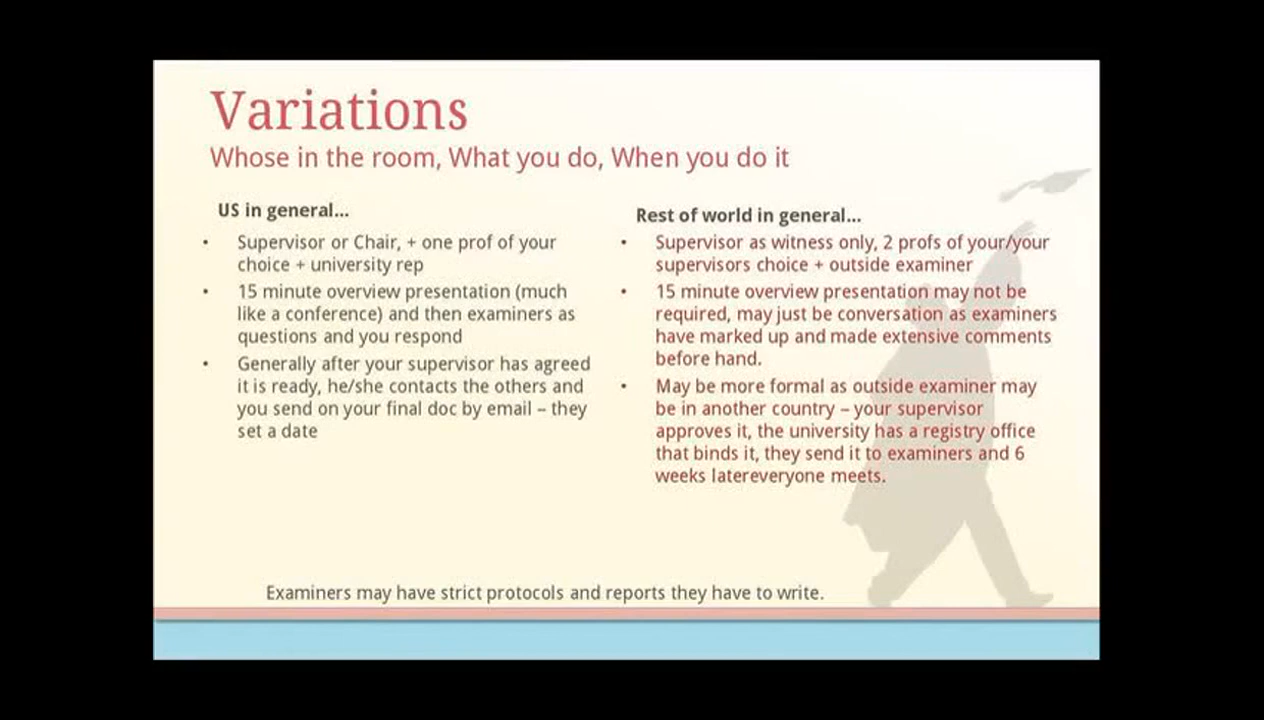 Variations
Whose in the room, What you do, When you do it
US in general...
• Supervisor or Chair, + one prof of your
choice + university rep
• 15 minute overview presentation (much
like a conference) and then examiners as
questions and you respond
• Generally after your supervisor has agreed
it is ready, he/she contacts the others and
you send on your final doc by email – they
set a date
Rest of world in general...
• Supervisor as witness only, 2 profs of your/your
supervisors choice + outside examiner
• 15 minute overview presentation may not be
required, may just be conversation as examiners
have marked up and made extensive comments
before hand.
• May be more formal as outside examiner may
be in another country – your supervisor
approves it, the university has a registry office
that binds it, they send it to examiners and 6
weeks latereveryone meets.
Examiners may have strict protocols and reports they have to write.